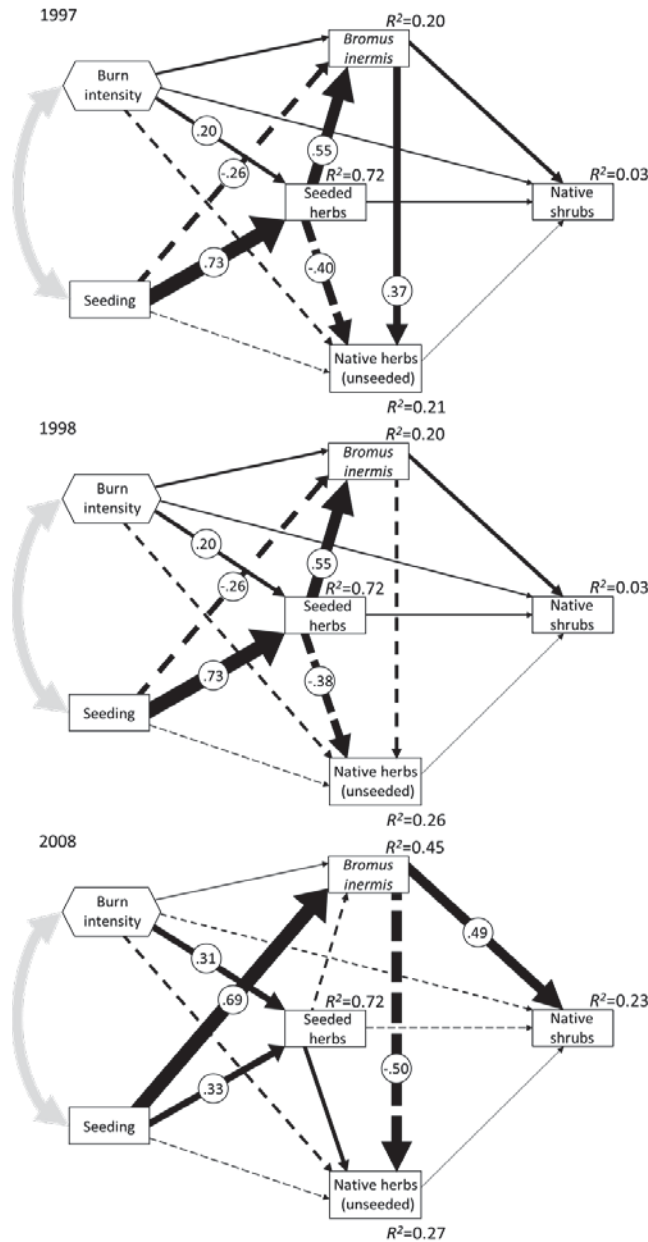 1997
R²=0.20
Bromus
inermis
Burn
intensity
.20
.55
-.26
R²=0.72
R²=0.03
Seeded
herbs
Native
shrubs
.73
-.40
.37
Seeding
Native herbs
(unseeded)
R²=0.21
1998
R²=0.20
Bromus
inermis
Burn
intensity
.20
.55
-.26
R²=0.72
R²=0.03
Seeded
herbs
Native
shrubs
.73
-.38
Seeding
Native herbs
(unseeded)
R²=0.26
2008
R²=0.45
Bromus
inermis
Burn
intensity
.49
.31
.69
R²=0.72
R²=0.23
Seeded
herbs
Native
shrubs
.33
-.50
Seeding
Native herbs
(unseeded)
R²=0.27